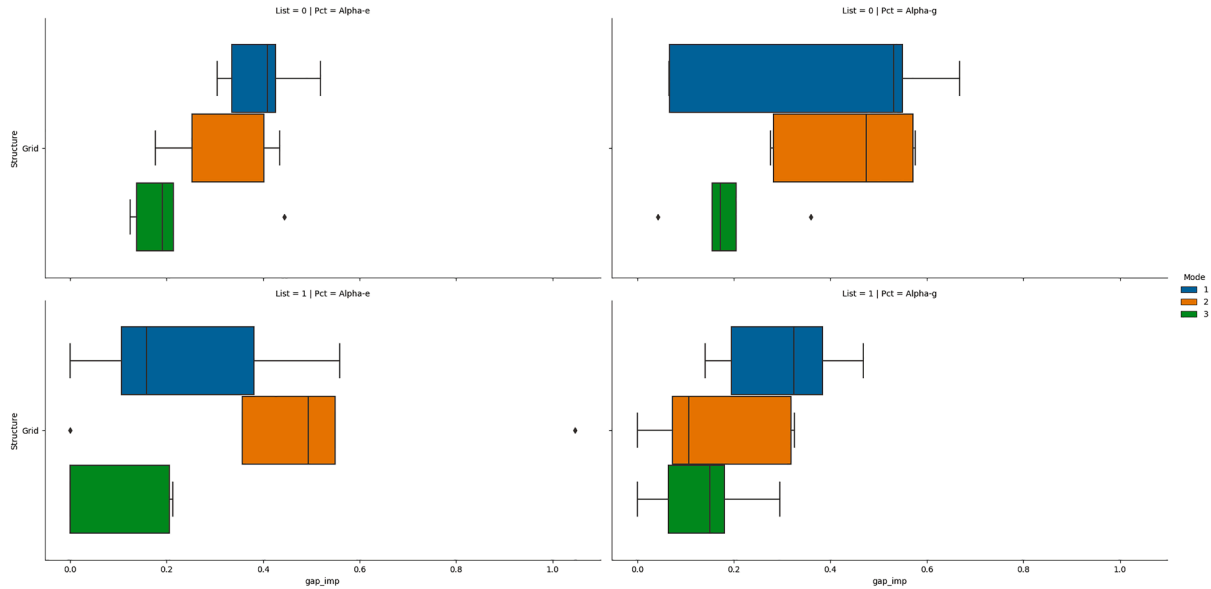 List = 0 | Pct = Alpha-e
List = 0 | Pct = Alpha-g
Structure
Grid
Mode
1
2
3
List = 1 | Pct = Alpha-e
List = 1 | Pct = Alpha-g
Structure
Grid
0.0 0.2 0.4 0.6 0.8 1.0
gap_imp
0.0 0.2 0.4 0.6 0.8 1.0
gap_imp